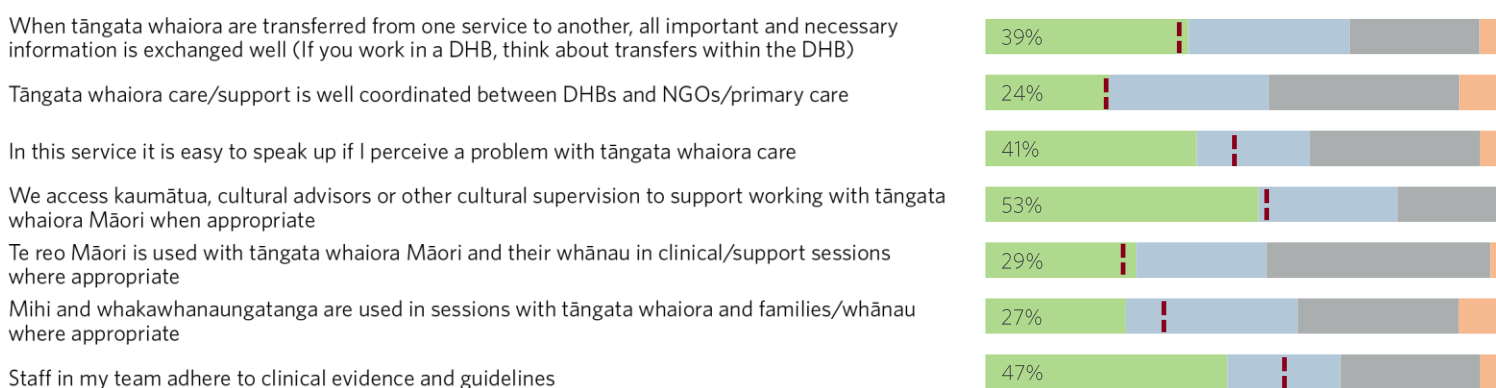 When tāngata whaiora are transferred from one service to another, all important and necessary
information is exchanged well (If you work in a DHB, think about transfers within the DHB)
39%
Tāngata whaiora care/support is well coordinated between DHBs and NGOs/primary care
24%
In this service it is easy to speak up if I perceive a problem with tāngata whaiora care
41%
We access kaumātua, cultural advisors or other cultural supervision to support working with tāngata
whaiora Māori when appropriate
53%
Te reo Māori is used with tāngata whaiora Māori and their whānau in clinical/support sessions
where appropriate
29%
Mihi and whakawhanaungatanga are used in sessions with tāngata whaiora and families/whānau
where appropriate
27%
Staff in my team adhere to clinical evidence and guidelines
47%